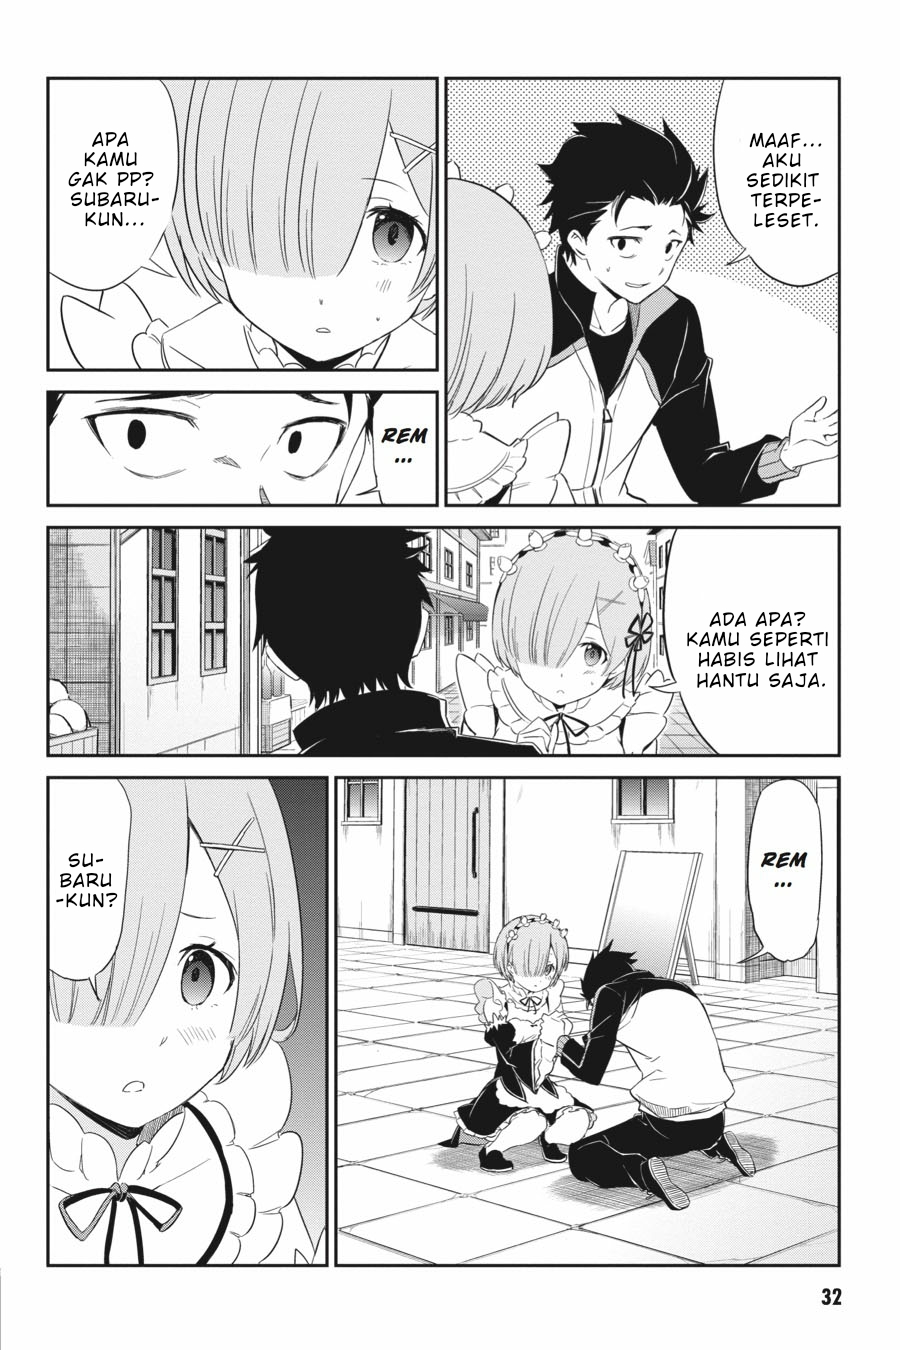 MAAF...
AKU
SEDIKIT
TERPE-
LESET.
APA
KAMU
GAK PP?
SUBARU-
KUN...
REM
...
ADA APA?
KAMU SEPERTI
HABIS LIHAT
HANTU SAJA.
REM
...
SU-
BARU
-KUN?
32